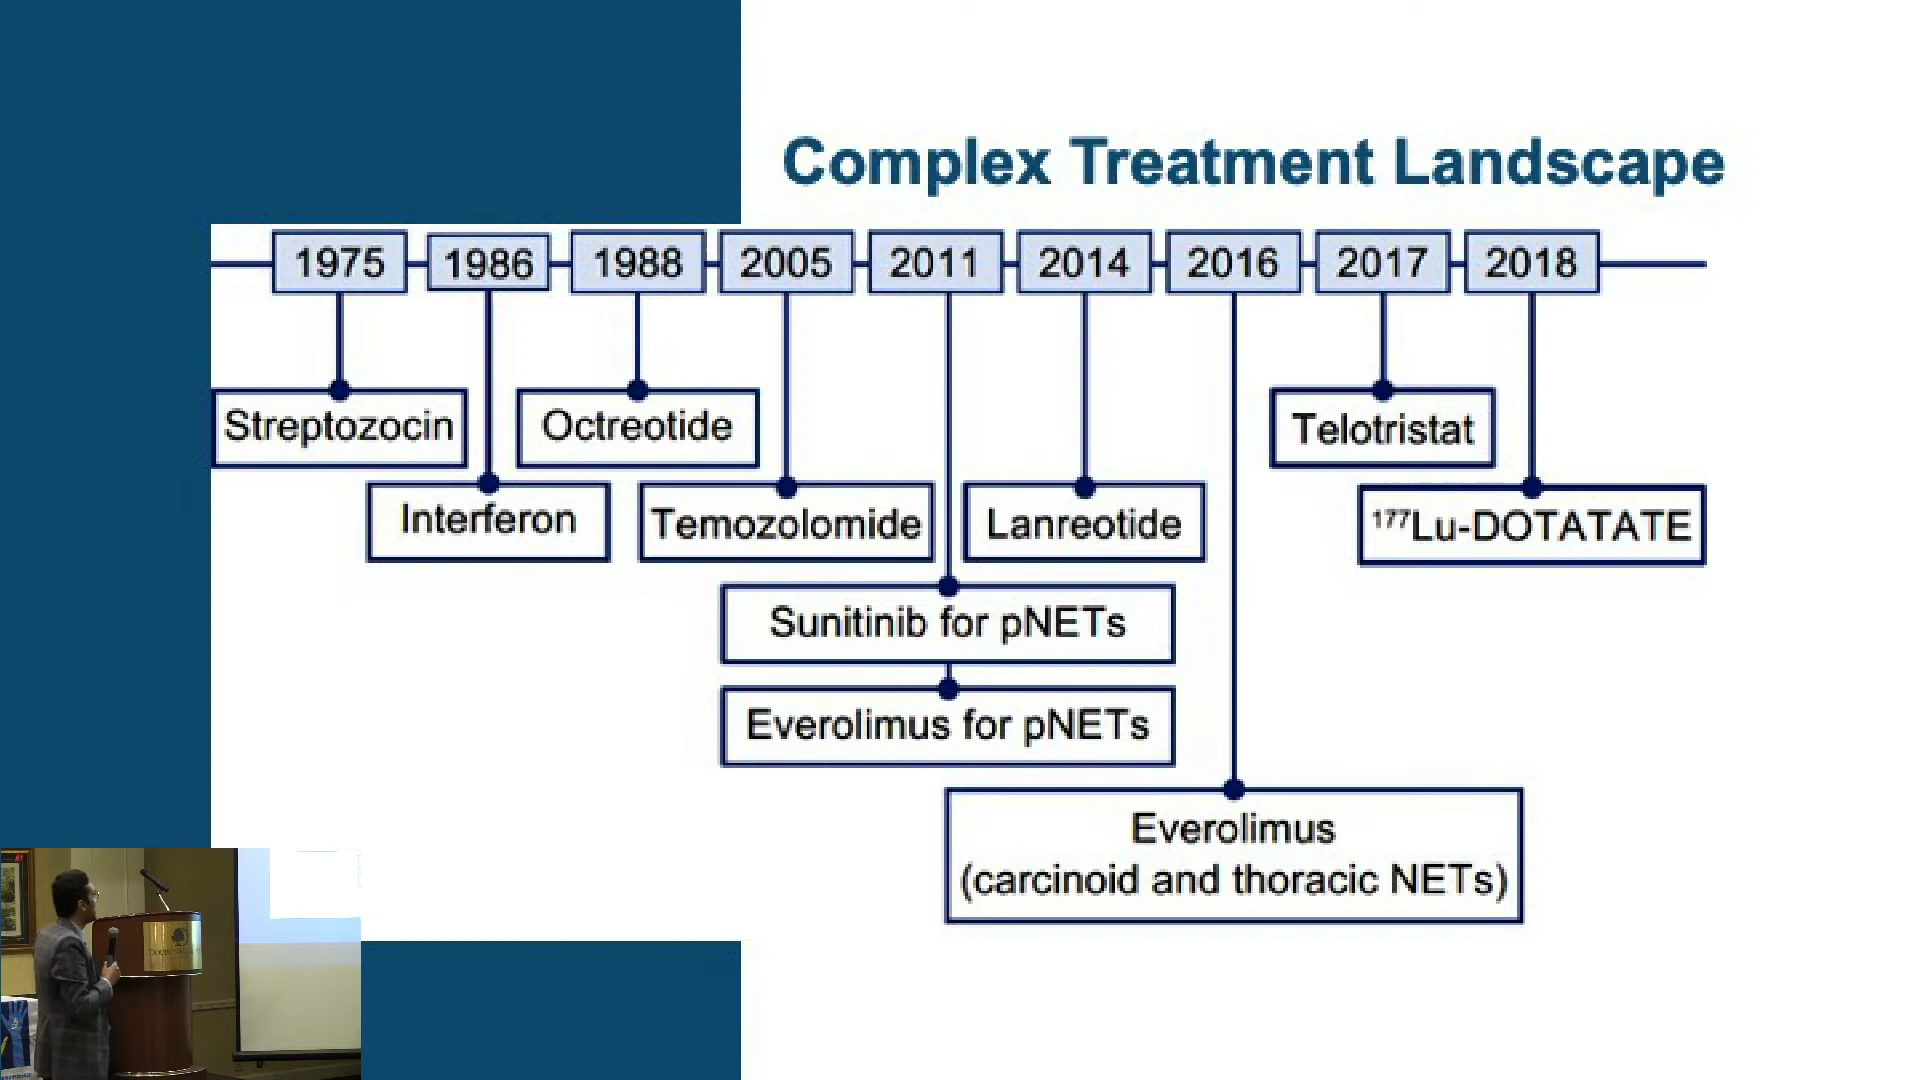 Complex Treatment Landscape
1975 1986 1988 2005 2011 2014 2016 2017 2018
Streptozocin
Octreotide
Telotristat
Interferon
Temozolomide
Lanreotide
¹⁷⁷Lu-DOTATATE
Sunitinib for pNETs
Everolimus for pNETs
Everolimus
(carcinoid and thoracic NETs)